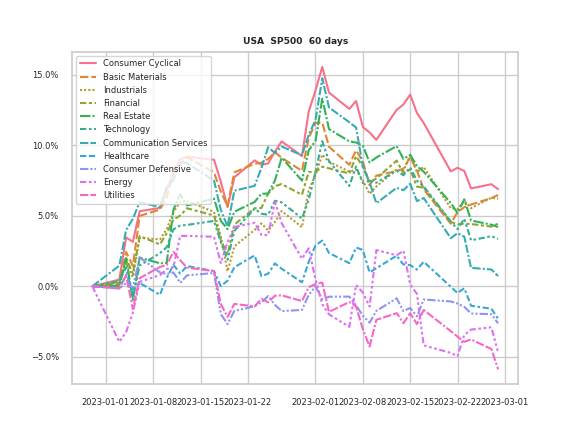 USA  SP500  60 days
15.0%
10.0%
5.0%
0.0%
−5.0%
Consumer Cyclical
Basic Materials
Industrials
Financial
Real Estate
Technology
Communication Services
Healthcare
Consumer Defensive
Energy
Utilities
2023-01-01 2023-01-08 2023-01-15 2023-01-22 2023-02-01 2023-02-08 2023-02-15 2023-02-22 2023-03-01